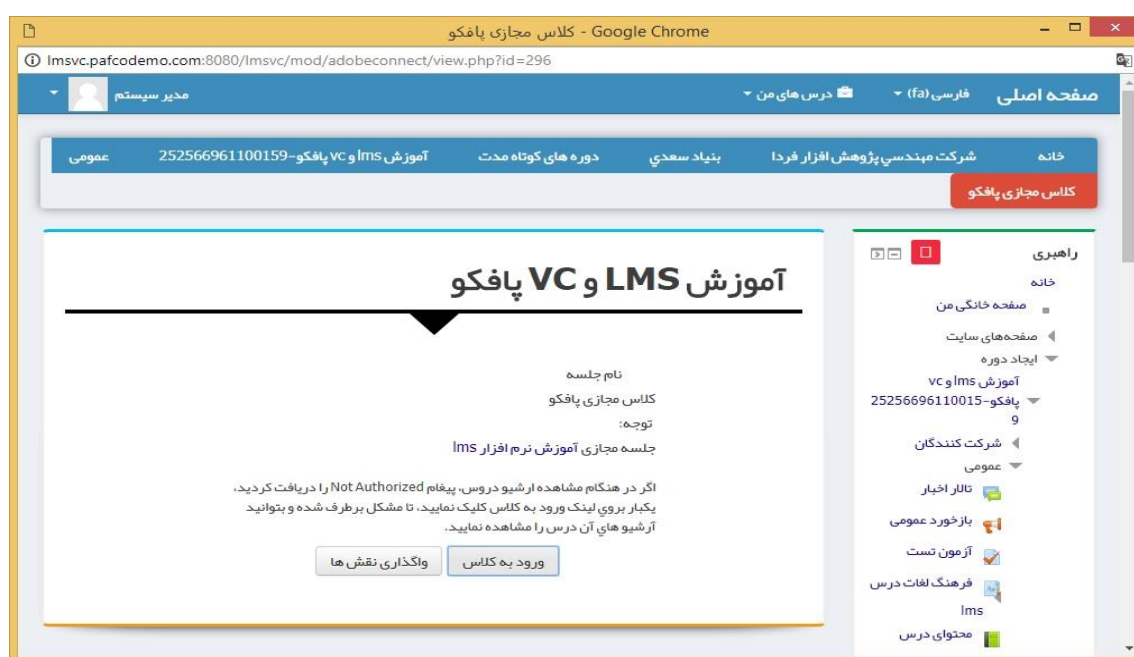 کلاس مجازی پافکو - Google Chrome
lmsvc.pafcodemo.com:8080/lmsvc/mod/adobeconnect/view.php?id=296
صفحه اصلی
فارسی (fa)
درس های من
مدیر سیستم
خانه
شرکت مهندسي پژوهش افزار فردا
بنياد سعدي
دوره های کوتاه مدت
آموزش lms و vc پافکو-252566961100159
عمومی
کلاس مجازی پافکو
راهبری
خانه
صفحه خانگی من
صفحه‌های سایت
ایجاد دوره
آموزش lms و vc
پافکو-25256696110015
9
شرکت کنندگان
عمومی
تالار اخبار
بازخورد عمومی
آزمون تست
فرهنگ لغات درس
lms
محتوای درس
آموزش LMS و VC پافکو
نام جلسه
کلاس مجازی پافکو
توجه:
جلسه مجازی آموزش نرم افزار lms
اگر در هنگام مشاهده ارشیو دروس، پیغام Not Authorized را دریافت کردید،
یکبار بروي لینک ورود به کلاس کلیک نمایید، تا مشکل برطرف شده و بتوانید
آرشیو هاي آن درس را مشاهده نمایید.
ورود به کلاس
واگذاری نقش ها